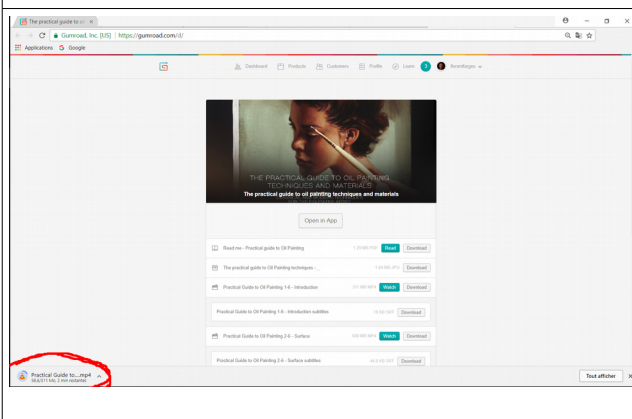 The practical guide to oil
Gumroad, Inc. [US] | https://gumroad.com/d/
Applications Google
Dashboard Products Customers Profile Learn 3
THE PRACTICAL GUIDE TO OIL PAINTING
TECHNIQUES AND MATERIALS
The practical guide to oil painting techniques and materials
Open in App
Read me - Practical guide to Oil Painting Read Download
The practical guide to Oil Painting techniques - _ Download
Practical Guide to Oil Painting 1-6 - Introduction Watch Download
Practical Guide to Oil Painting 1-6 - Introduction subtitles Download
Practical Guide to Oil Painting 2-6 - Surface Watch Download
Practical Guide to Oil Painting 2-6 - Surface subtitles Download
Practical Guide to....mp4
Tout afficher